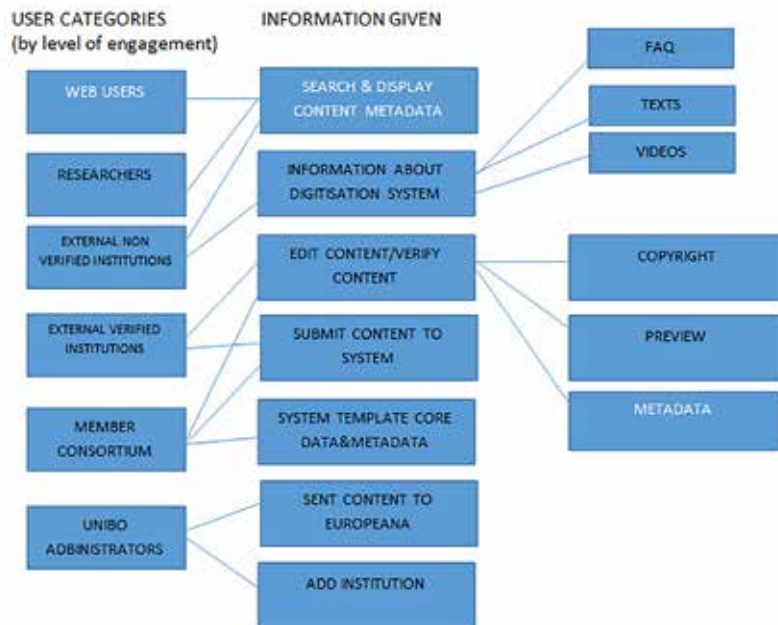 USER CATEGORIES
(by level of engagement)
INFORMATION GIVEN
WEB USERS
RESEARCHERS
EXTERNAL NON
VERIFIED INSTITUTIONS
EXTERNAL VERIFIED
INSTITUTIONS
MEMBER
CONSORTIUM
UNIBO
ADBINISTRATORS
SEARCH & DISPLAY
CONTENT METADATA
INFORMATION ABOUT
DIGITISATION SYSTEM
EDIT CONTENT/VERIFY
CONTENT
SUBMIT CONTENT TO
SYSTEM
SYSTEM TEMPLATE CORE
DATA&METADATA
SENT CONTENT TO
EUROPEANA
ADD INSTITUTION
FAQ
TEXTS
VIDEOS
COPYRIGHT
PREVIEW
METADATA